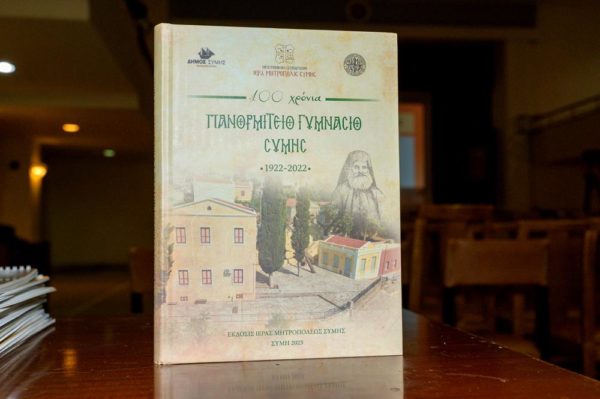 ΔΗΜΟΣ ΣΥΜΗΣ
ΙΕΡΑ ΜΗΤΡΟΠΟΛΙΣ ΣΥΜΗΣ
100 χρόνια
ΠΑΝΟΡΜΙΤΕΙΟ ΓΥΜΝΑΣΙΟ
ΣΥΜΗΣ
•1922-2022•
ΕΚΔΟΣΙΣ ΙΕΡΑΣ ΜΗΤΡΟΠΟΛΕΩΣ ΣΥΜΗΣ
ΣΥΜΗ 2023